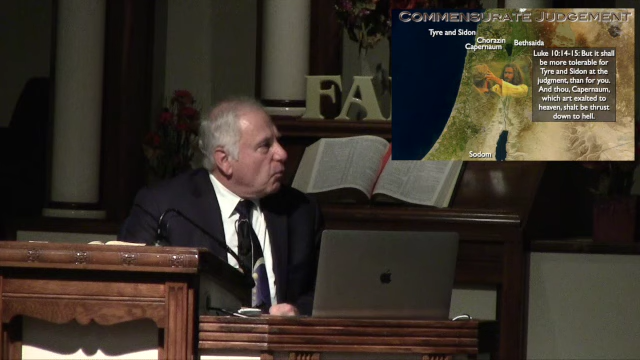 Commensurate Judgement
Tyre and Sidon
Chorazin
Bethsaida
Capernaum
Luke 10:14-15: But it shall
be more tolerable for
Tyre and Sidon at the
judgment, than for you.
And thou, Capernaum,
which art exalted to
heaven, shalt be thrust
down to hell.
Sodom
FA